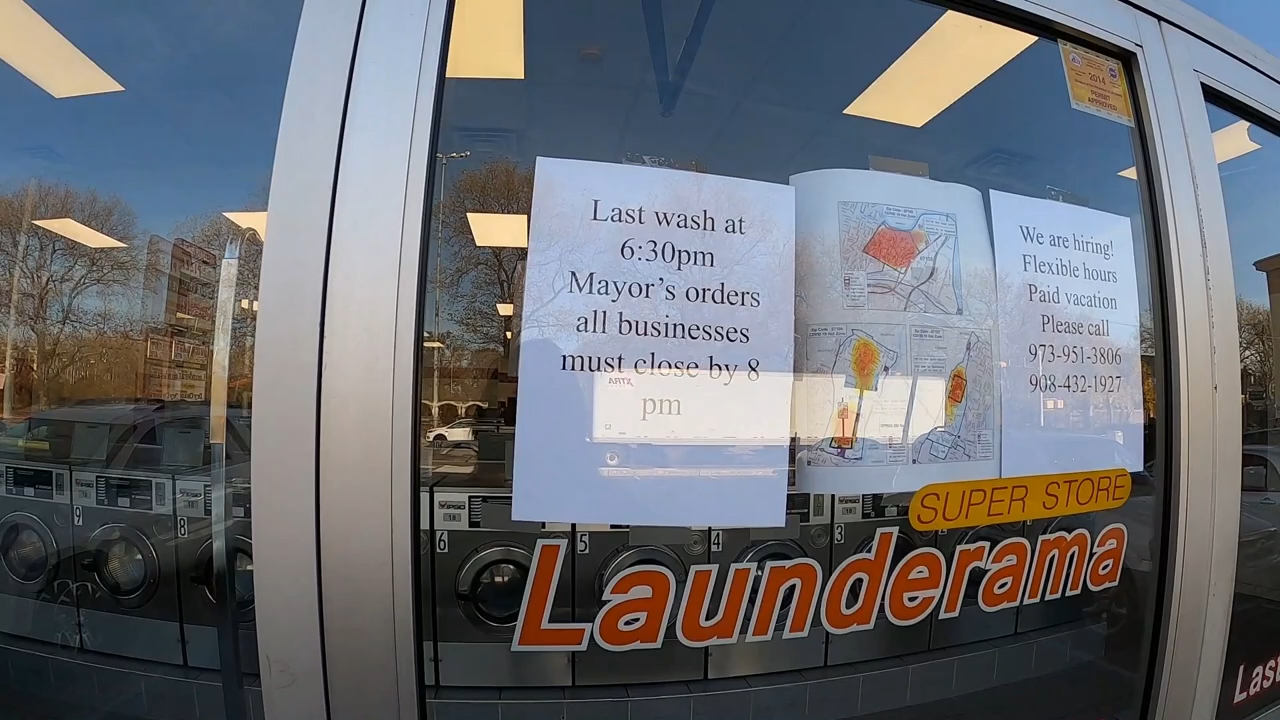 2014
PERMIT
APPROVED
Last wash at
6:30pm
Mayor's orders
all businesses
must close by 8
pm
We are hiring!
Flexible hours
Paid vacation
Please call
973-951-3806
908-432-1927
SUPER STORE
Launderama
9
8
6
5
4
3
Last